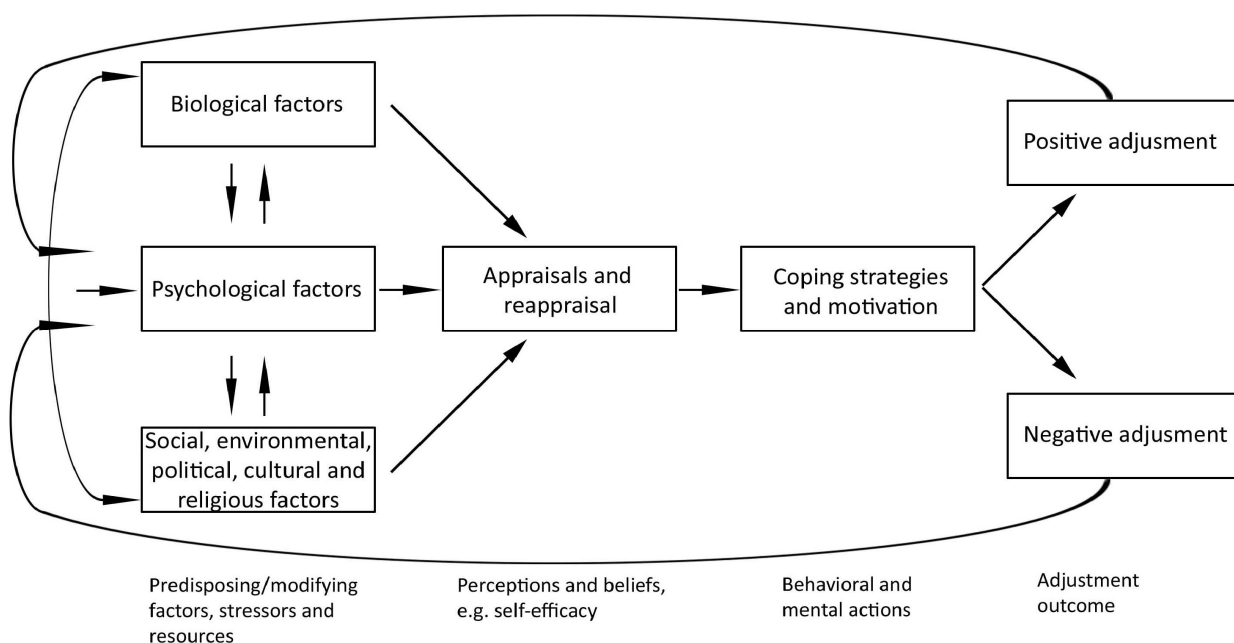 Biological factors
Positive adjusment
Psychological factors
Appraisals and
reappraisal
Coping strategies
and motivation
Social, environmental,
political, cultural and
religious factors
Negative adjusment
Predisposing/modifying
factors, stressors and
resources
Perceptions and beliefs,
e.g. self-efficacy
Behavioral and
mental actions
Adjustment
outcome